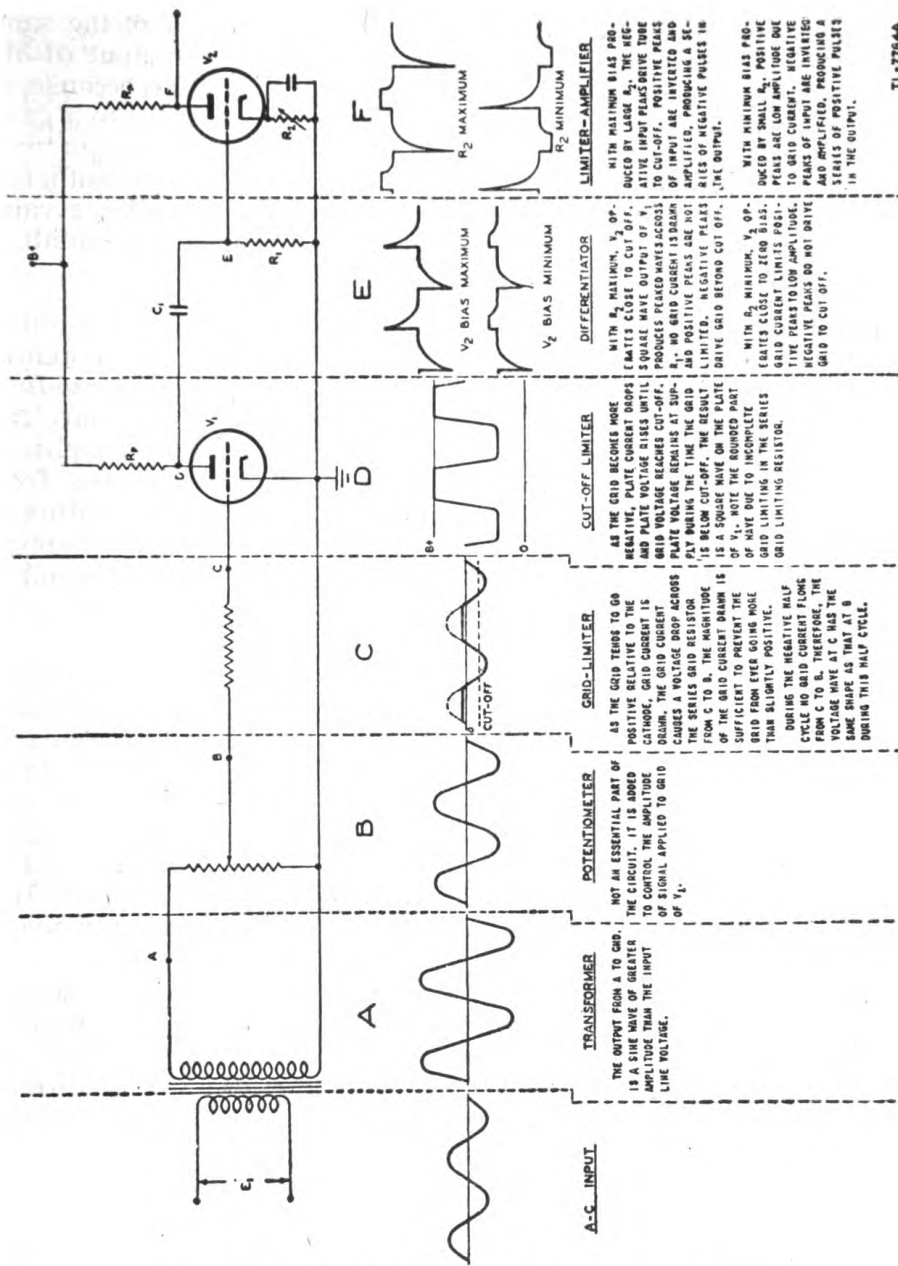 B+
Rp
Rp
A
B
C
D
V1
C1
E
R1
F
V2
R2
E1
A
B
C
D
E
F
CUT-OFF
B+
O
V2 BIAS MAXIMUM
V2 BIAS MINIMUM
R2 MAXIMUM
R2 MINIMUM
A-C INPUT
TRANSFORMER
THE OUTPUT FROM A TO GND.
IS A SINE WAVE OF GREATER
AMPLITUDE THAN THE INPUT
LINE VOLTAGE.
POTENTIOMETER
NOT AN ESSENTIAL PART OF
THE CIRCUIT. IT IS ADDED
TO CONTROL THE AMPLITUDE
OF SIGNAL APPLIED TO GRID
OF V1.
GRID-LIMITER
AS THE GRID TENDS TO GO
POSITIVE RELATIVE TO THE
CATHODE, GRID CURRENT IS
DRAWN. THE GRID CURRENT
CAUSES A VOLTAGE DROP ACROSS
THE SERIES GRID RESISTOR
FROM C TO B. THE MAGNITUDE
OF THE GRID CURRENT DRAWN IS
SUFFICIENT TO PREVENT THE
GRID FROM EVER GOING MORE
THAN SLIGHTLY POSITIVE.
DURING THE NEGATIVE HALF
CYCLE NO GRID CURRENT FLOWS
FROM C TO B. THEREFORE, THE
VOLTAGE WAVE AT C HAS THE
SAME SHAPE AS THAT AT B
DURING THIS HALF CYCLE.
CUT-OFF LIMITER
AS THE GRID BECOMES MORE
NEGATIVE, PLATE CURRENT DROPS
AND PLATE VOLTAGE RISES UNTIL
GRID VOLTAGE REACHES CUT-OFF.
PLATE VOLTAGE REMAINS AT SUP-
PLY DURING THE TIME THE GRID
IS BELOW CUT-OFF. THE RESULT
IS A SQUARE WAVE ON THE PLATE
OF V1. NOTE THE ROUNDED PART
OF WAVE DUE TO INCOMPLETE
GRID LIMITING IN THE SERIES
GRID LIMITING RESISTOR.
DIFFERENTIATOR
WITH R2 MAXIMUM, V2 OP-
ERATES CLOSE TO CUT OFF.
SQUARE WAVE OUTPUT OF V1
PRODUCES PEAKED WAVES ACROSS
R1. NO GRID CURRENT IS DRAWN
AND POSITIVE PEAKS ARE NOT
LIMITED. NEGATIVE PEAKS
DRIVE GRID BEYOND CUT OFF.
WITH R2 MINIMUM, V2 OP-
ERATES CLOSE TO ZERO BIAS.
GRID CURRENT LIMITS POSI-
TIVE PEAKS TO LOW AMPLITUDE.
NEGATIVE PEAKS DO NOT DRIVE
GRID TO CUT OFF.
LIMITER-AMPLIFIER
WITH MAXIMUM BIAS PRO-
DUCED BY LARGE R2, THE NEG-
ATIVE INPUT PEAKS DRIVE TUBE
TO CUT-OFF. POSITIVE PEAKS
OF INPUT ARE INVERTED AND
AMPLIFIED, PRODUCING A SE-
RIES OF NEGATIVE PULSES IN
THE OUTPUT.
WITH MINIMUM BIAS PRO-
DUCED BY SMALL R2, POSITIVE
PEAKS ARE LOW AMPLITUDE DUE
TO GRID CURRENT. NEGATIVE
PEAKS OF INPUT ARE INVERTED
AND AMPLIFIED, PRODUCING A
SERIES OF POSITIVE PULSES
IN THE OUTPUT.
TL-7764A